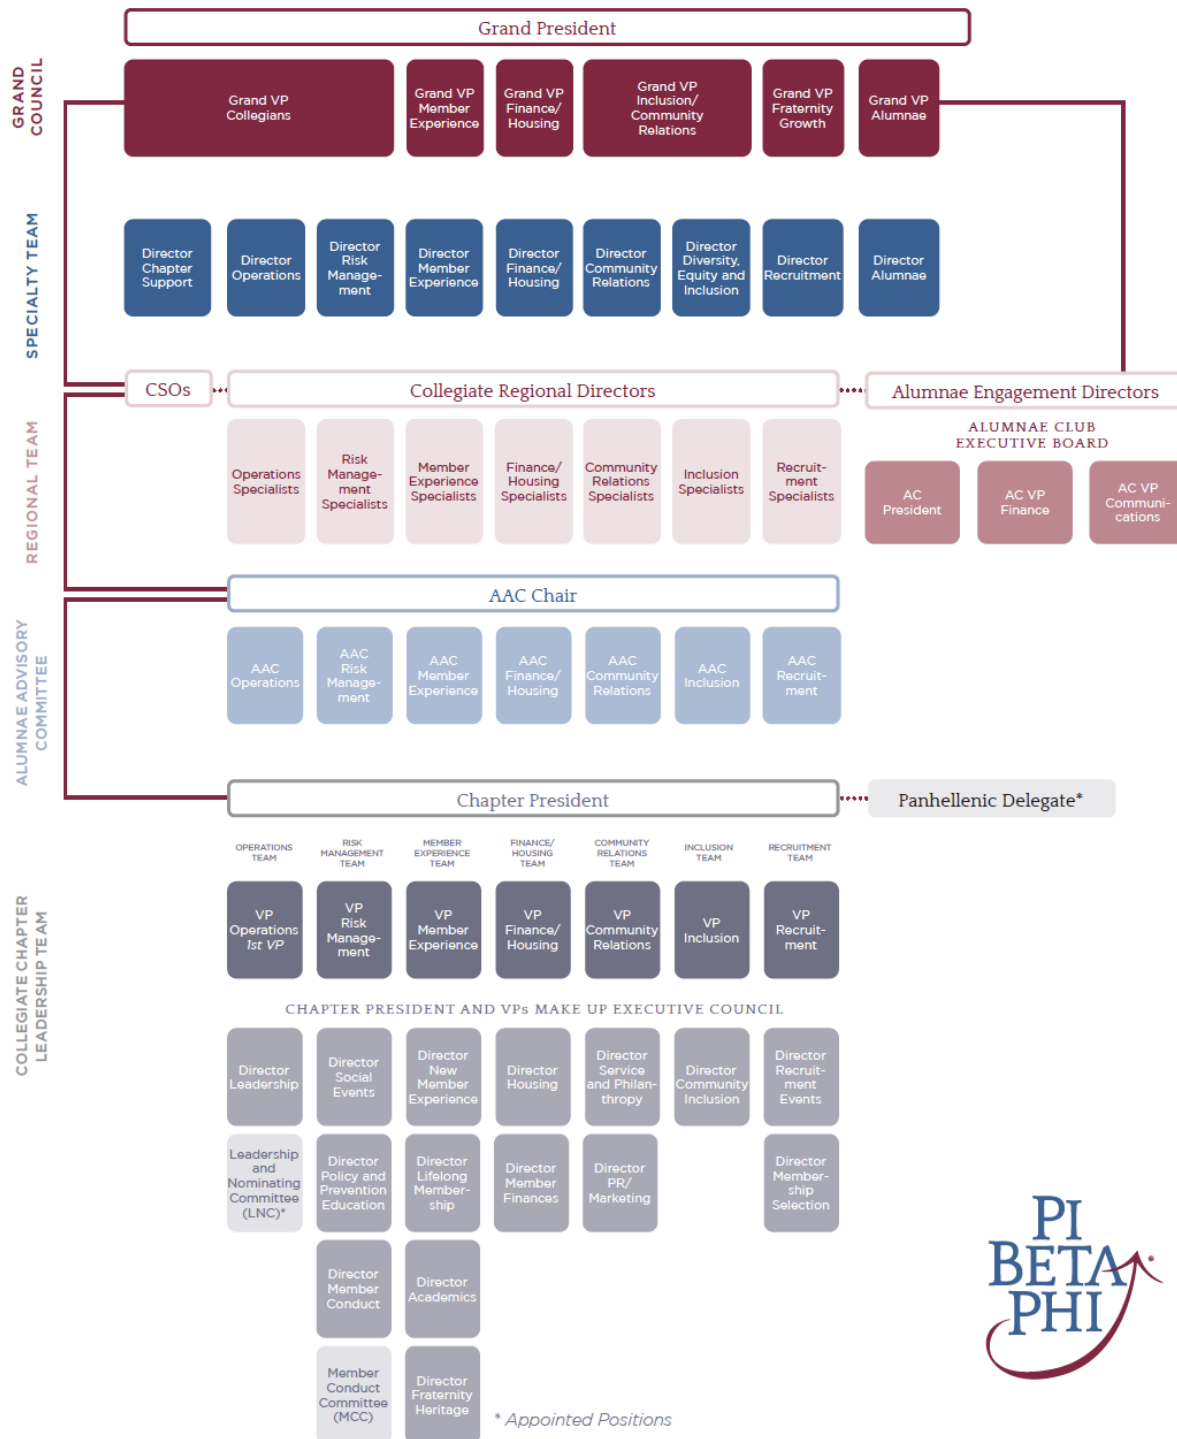 Grand President
GRAND
COUNCIL
Grand VP
Collegians
Grand VP
Member
Experience
Grand VP
Finance/
Housing
Grand VP
Inclusion/
Community
Relations
Grand VP
Fraternity
Growth
Grand VP
Alumnae
SPECIALTY TEAM
Director
Chapter
Support
Director
Operations
Director
Risk
Manage-
ment
Director
Member
Experience
Director
Finance/
Housing
Director
Community
Relations
Director
Diversity,
Equity and
Inclusion
Director
Recruitment
Director
Alumnae
REGIONAL TEAM
CSOs
Collegiate Regional Directors
Alumnae Engagement Directors
Operations
Specialists
Risk
Manage-
ment
Specialists
Member
Experience
Specialists
Finance/
Housing
Specialists
Community
Relations
Specialists
Inclusion
Specialists
Recruit-
ment
Specialists
ALUMNAE CLUB
EXECUTIVE BOARD
AC
President
AC VP
Finance
AC VP
Communi-
cations
ALUMNAE ADVISORY
COMMITTEE
AAC Chair
AAC
Operations
AAC
Risk
Manage-
ment
AAC
Member
Experience
AAC
Finance/
Housing
AAC
Community
Relations
AAC
Inclusion
AAC
Recruit-
ment
COLLEGIATE CHAPTER
LEADERSHIP TEAM
Chapter President
Panhellenic Delegate*
OPERATIONS
TEAM
RISK
MANAGEMENT
TEAM
MEMBER
EXPERIENCE
TEAM
FINANCE/
HOUSING
TEAM
COMMUNITY
RELATIONS
TEAM
INCLUSION
TEAM
RECRUITMENT
TEAM
VP
Operations
1st VP
VP
Risk
Manage-
ment
VP
Member
Experience
VP
Finance/
Housing
VP
Community
Relations
VP
Inclusion
VP
Recruit-
ment
CHAPTER PRESIDENT AND VPs MAKE UP EXECUTIVE COUNCIL
Director
Leadership
Director
Social
Events
Director
New
Member
Experience
Director
Housing
Director
Service
and Philan-
thropy
Director
Community
Inclusion
Director
Recruit-
ment
Events
Leadership
and
Nominating
Committee
(LNC)*
Director
Policy and
Prevention
Education
Director
Lifelong
Member-
ship
Director
Member
Finances
Director
PR/
Marketing
Director
Member-
ship
Selection
Director
Member
Conduct
Director
Academics
Member
Conduct
Committee
(MCC)
Director
Fraternity
Heritage
* Appointed Positions
PI
BETA
PHI
®